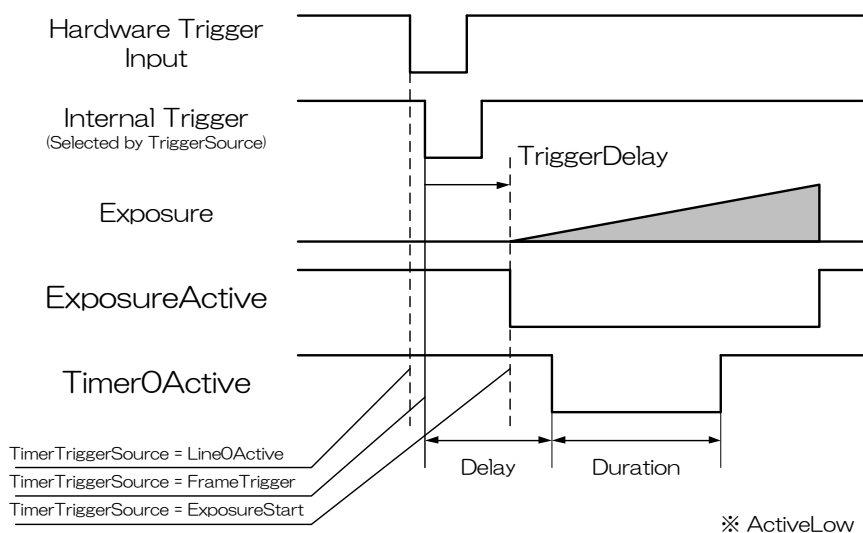 Hardware Trigger
Input
Internal Trigger
(Selected by TriggerSource)
TriggerDelay
Exposure
ExposureActive
Timer0Active
TimerTriggerSource = Line0Active
TimerTriggerSource = FrameTrigger
TimerTriggerSource = ExposureStart
Delay
Duration
※ ActiveLow